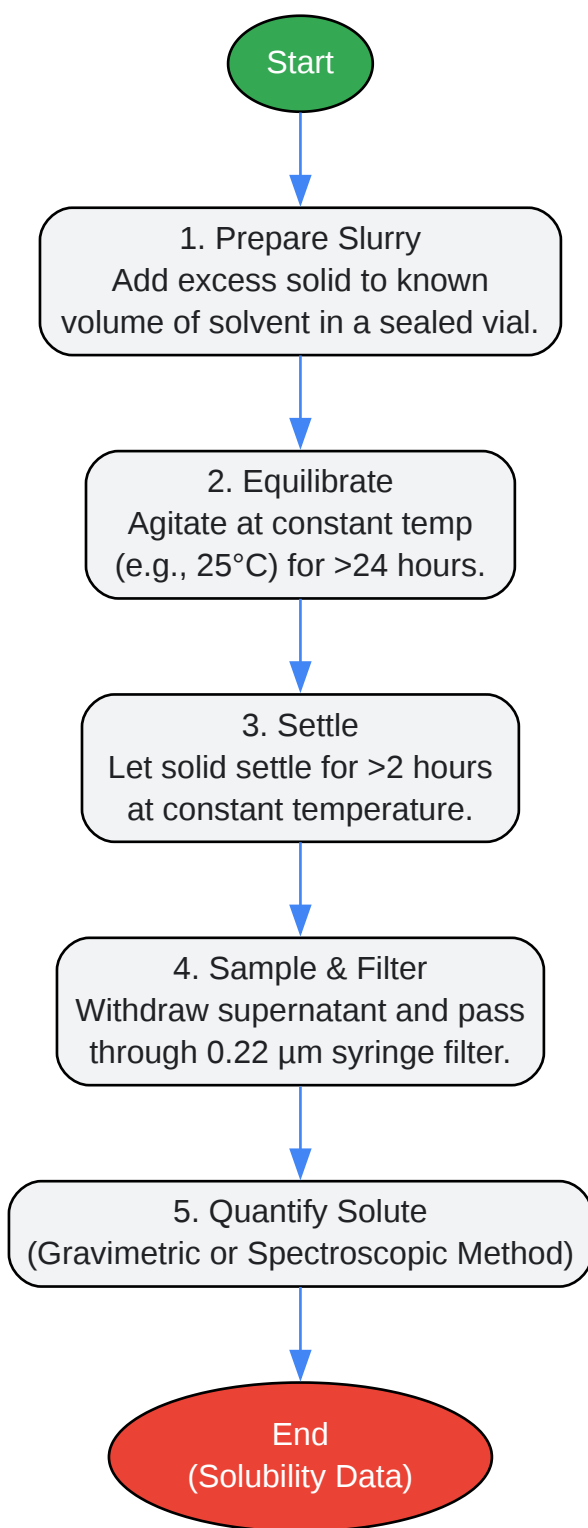 Start
1. Prepare Slurry
Add excess solid to known
volume of solvent in a sealed vial.
2. Equilibrate
Agitate at constant temp
(e.g., 25°C) for >24 hours.
3. Settle
Let solid settle for >2 hours
at constant temperature.
4. Sample & Filter
Withdraw supernatant and pass
through 0.22 µm syringe filter.
5. Quantify Solute
(Gravimetric or Spectroscopic Method)
End
(Solubility Data)